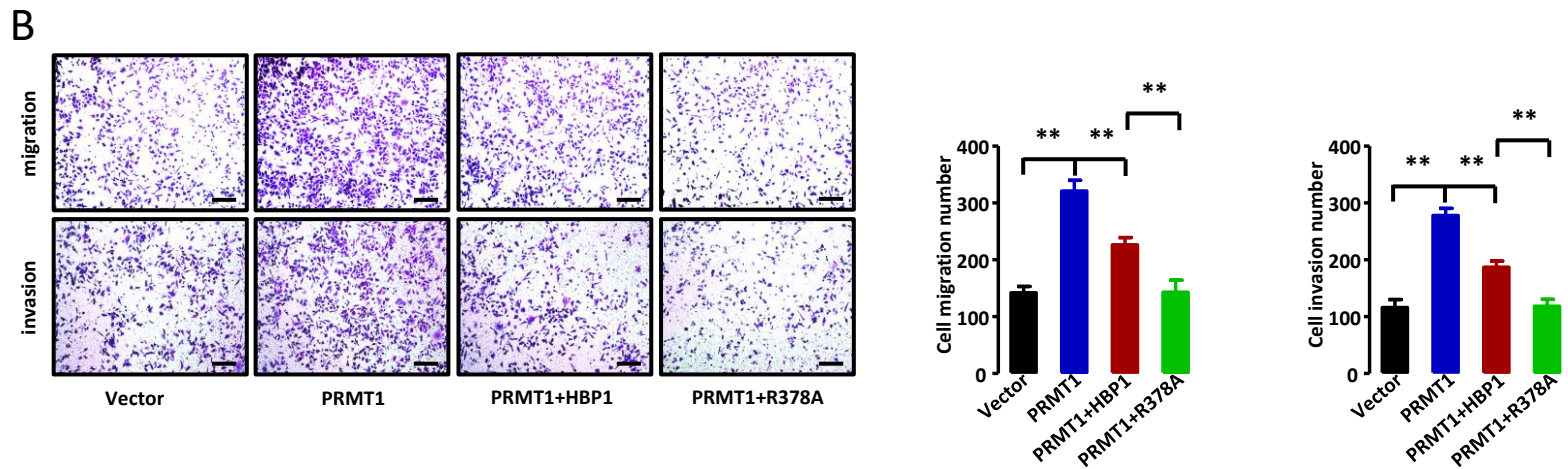 B
migration
invasion
Vector
PRMT1
PRMT1+HBP1
PRMT1+R378A
Cell migration number
400
300
200
100
0
**
**
**
Vector
PRMT1
PRMT1+HBP1
PRMT1+R378A
Cell invasion number
400
300
200
100
0
**
**
**
Vector
PRMT1
PRMT1+HBP1
PRMT1+R378A